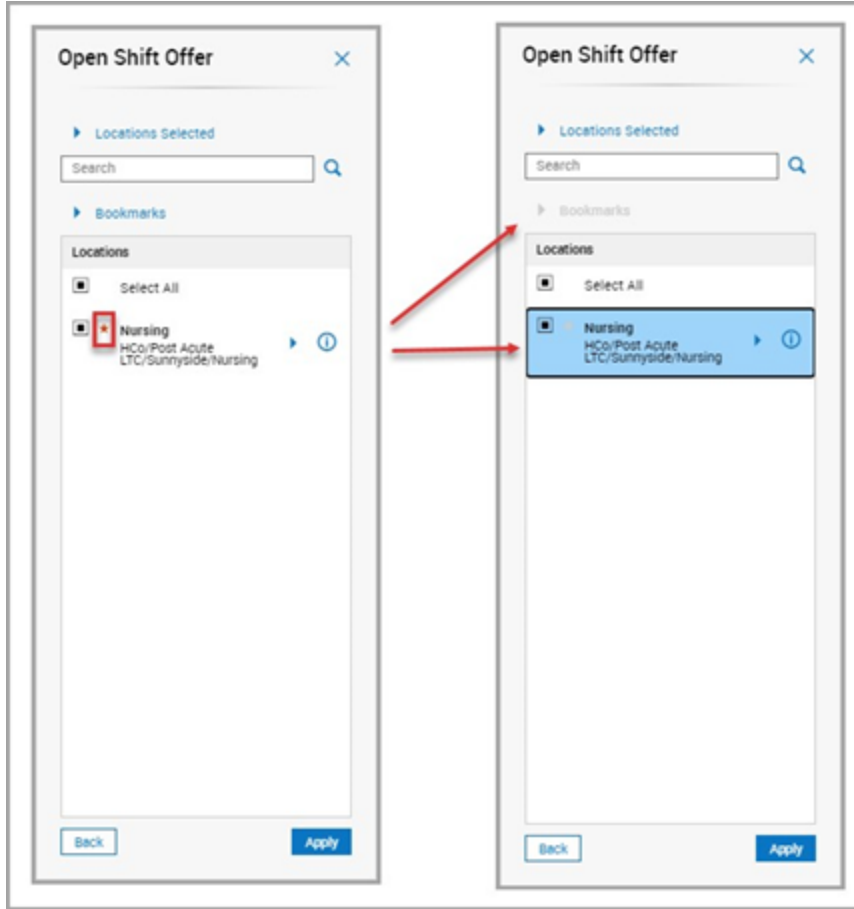 Open Shift Offer
Locations Selected
Search
Bookmarks
Locations
Select All
Nursing
HCo/Post Acute
LTC/Sunnyside/Nursing
Back
Apply
Open Shift Offer
Locations Selected
Search
Bookmarks
Locations
Select All
Nursing
HCo/Post Acute
LTC/Sunnyside/Nursing
Back
Apply